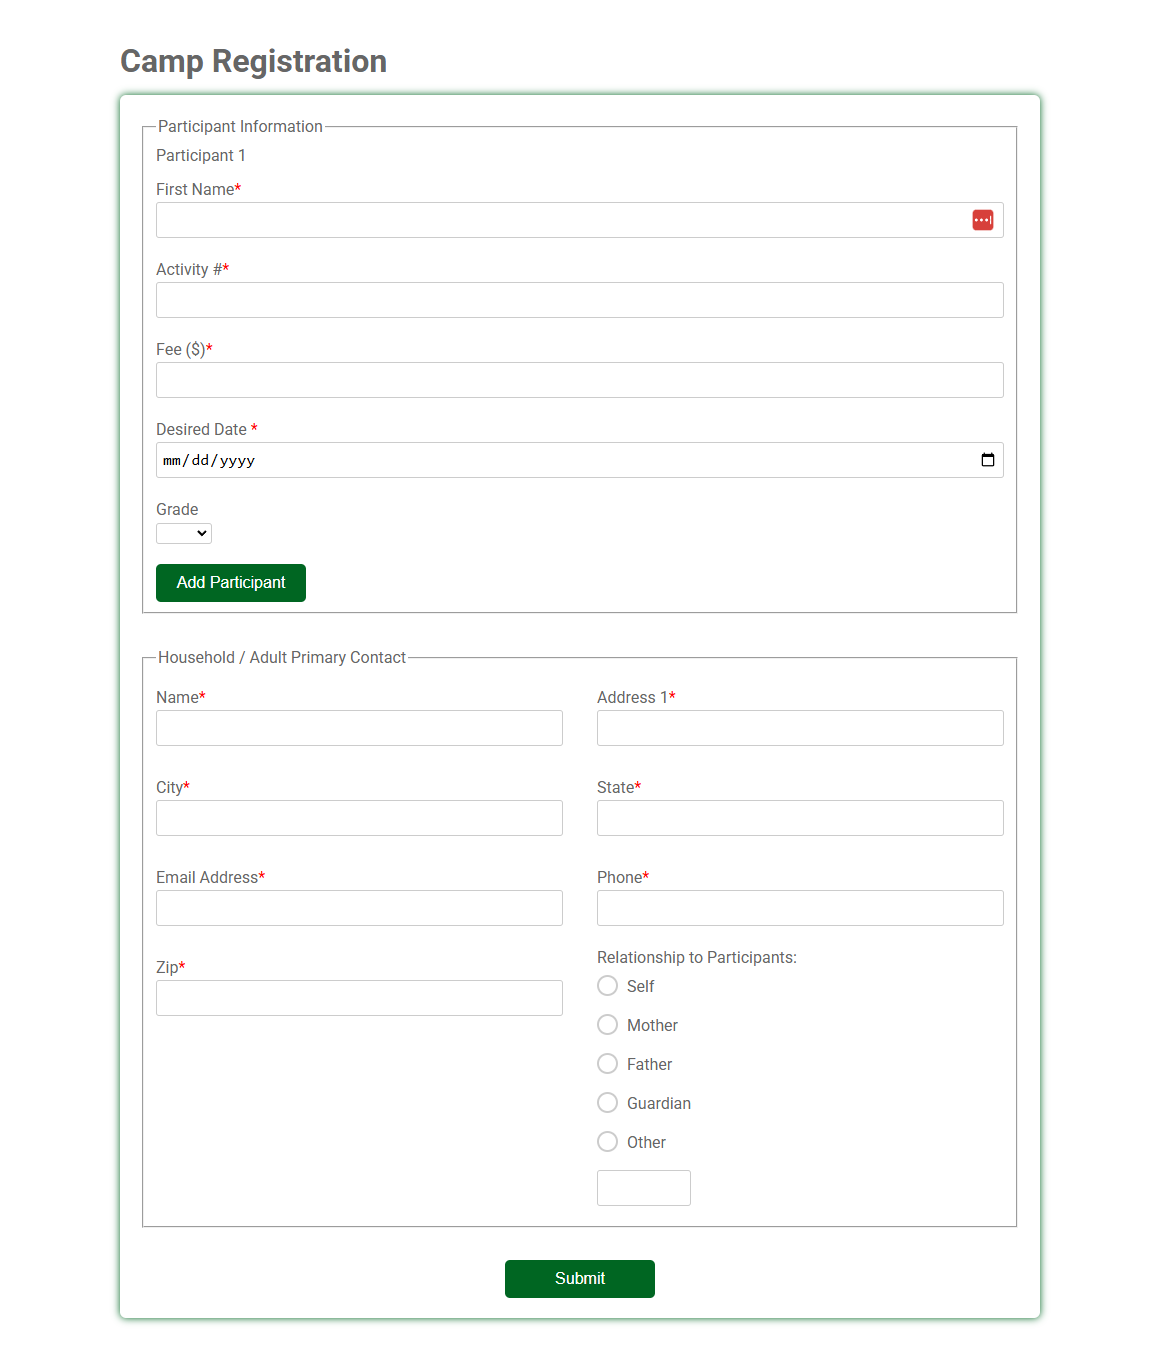 Camp Registration
Participant Information
Participant 1
First Name*
Activity #*
Fee ($)*
Desired Date *
mm/dd/yyyy
Grade
Add Participant
Household / Adult Primary Contact
Name*
Address 1*
City*
State*
Email Address*
Phone*
Zip*
Relationship to Participants:
Self
Mother
Father
Guardian
Other
Submit